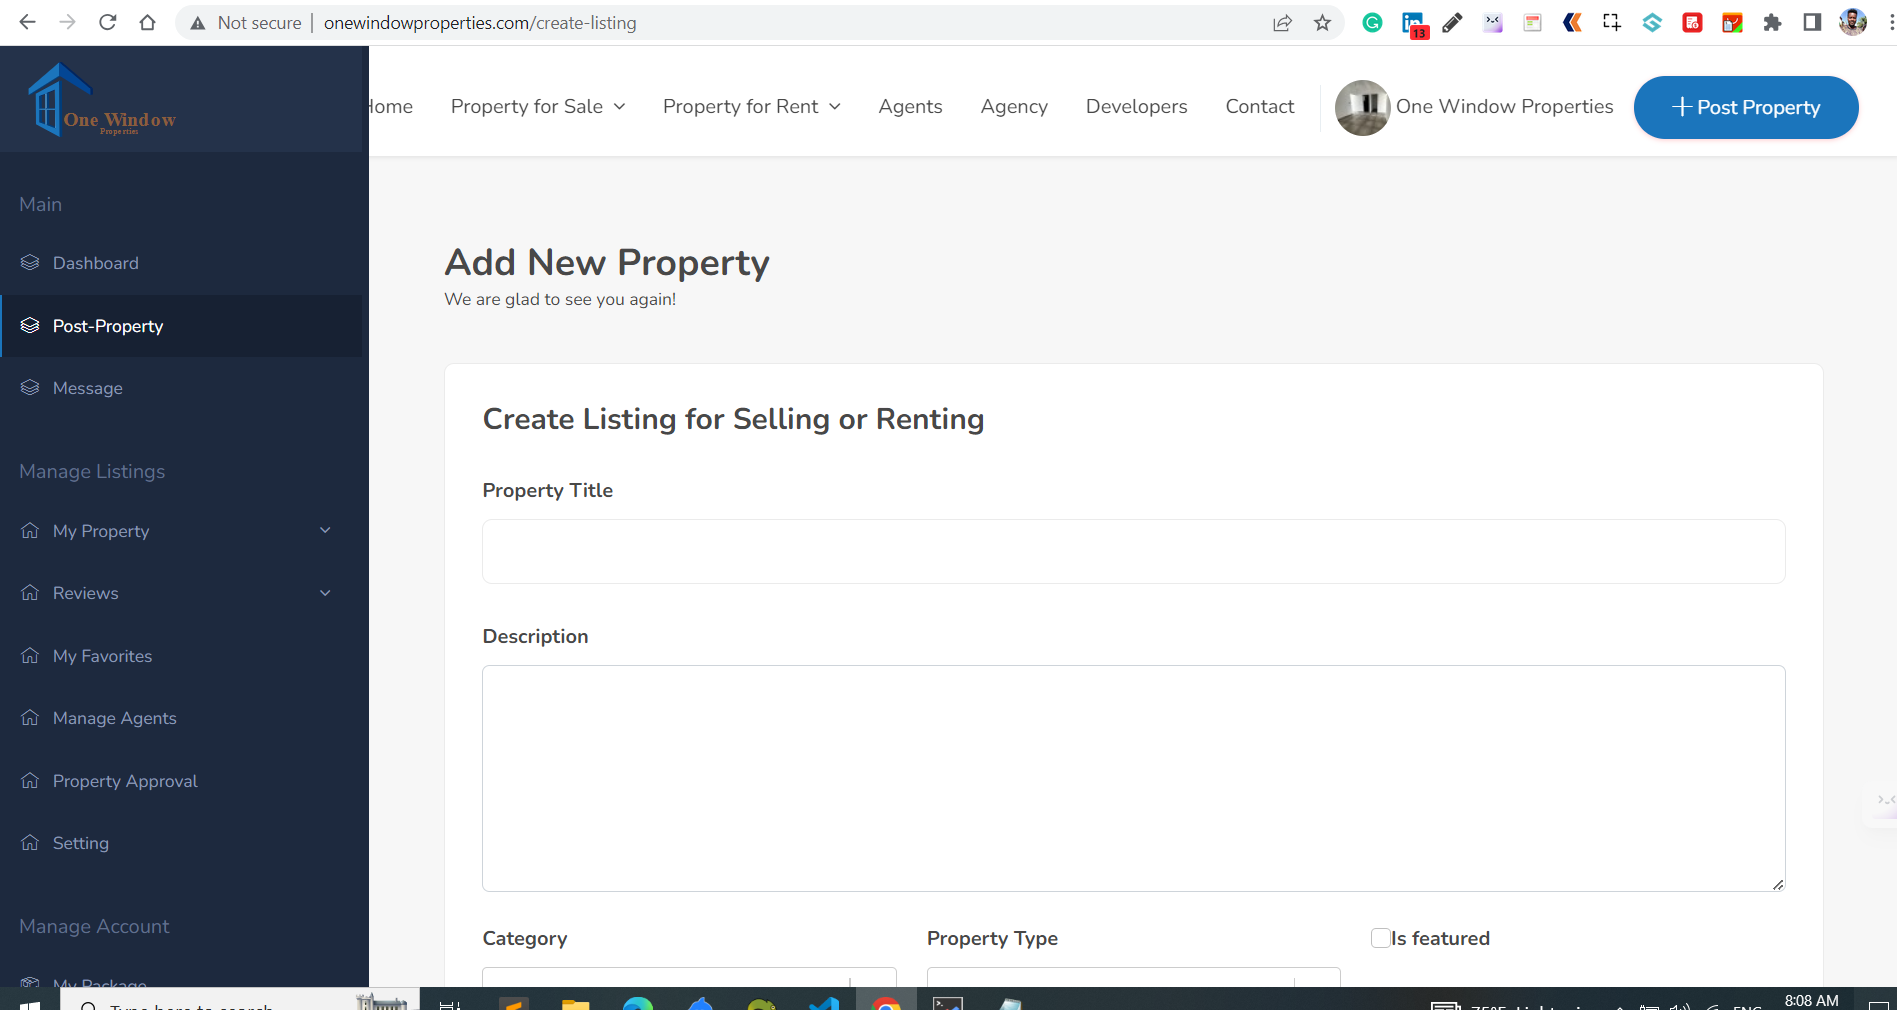 Not secure | onewindowproperties.com/create-listing
13
One Window
Properties
Home
Property for Sale
Property for Rent
Agents
Agency
Developers
Contact
One Window Properties
Post Property
Main
Dashboard
Post-Property
Message
Manage Listings
My Property
Reviews
My Favorites
Manage Agents
Property Approval
Setting
Manage Account
My Package
Add New Property
We are glad to see you again!
Create Listing for Selling or Renting
Property Title
Description
Category
Property Type
Is featured
Type here to search
75°F
ENG
8:08 AM